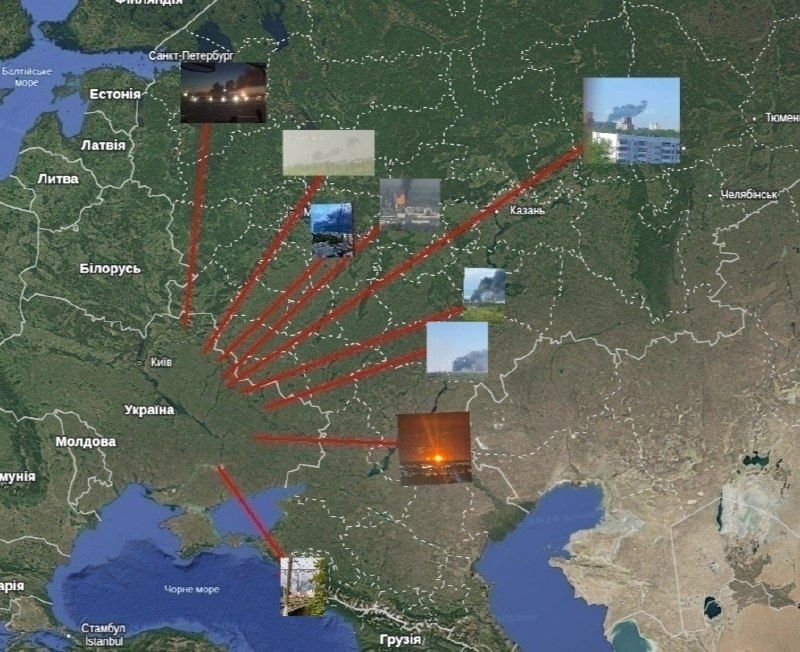 Фінляндія
Санкт-Петербург
Балтійське
море
Естонія
Латвія
Литва
Тюмень
Челябінськ
Казань
Білорусь
Київ
Україна
Молдова
мунія
арія
Чорне море
Стамбул
Istanbul
Грузія